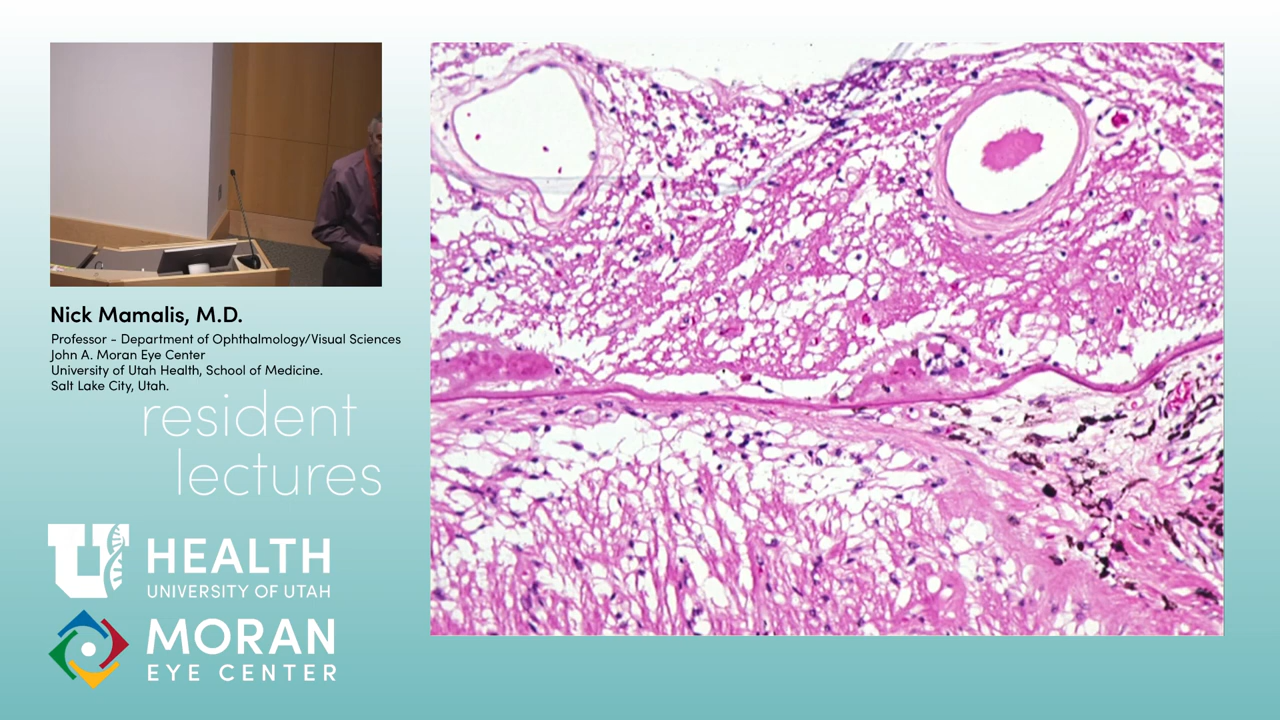 Nick Mamalis, M.D.
Professor - Department of Ophthalmology/Visual Sciences
John A. Moran Eye Center
University of Utah Health, School of Medicine.
Salt Lake City, Utah.
resident
lectures
U HEALTH
UNIVERSITY OF UTAH
MORAN
EYE CENTER